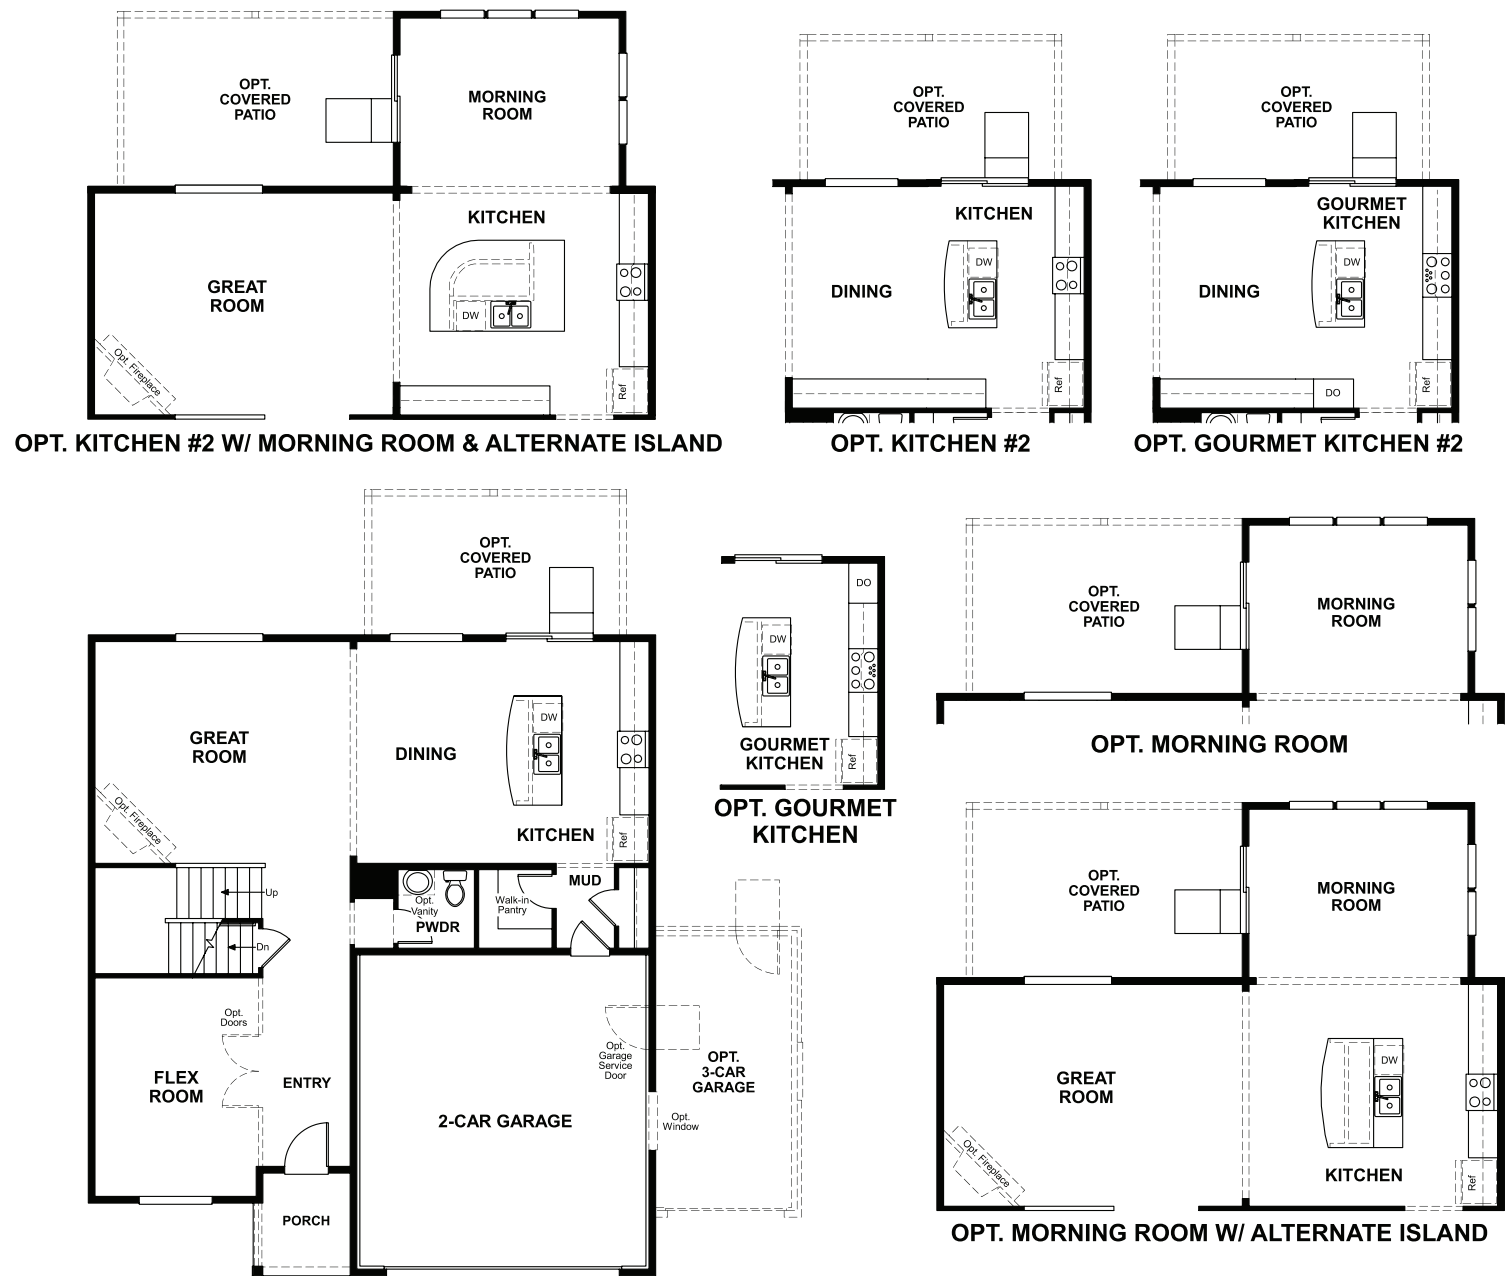 OPT.
COVERED
PATIO
MORNING
ROOM
KITCHEN
GREAT
ROOM
DW
Opt. Fireplace
Ref
OPT. KITCHEN #2 W/ MORNING ROOM & ALTERNATE ISLAND
OPT.
COVERED
PATIO
KITCHEN
DW
DINING
Ref
OPT. KITCHEN #2
OPT.
COVERED
PATIO
GOURMET
KITCHEN
DW
DINING
Ref
DO
OPT. GOURMET KITCHEN #2
OPT.
COVERED
PATIO
GREAT
ROOM
DINING
DW
KITCHEN
Ref
Opt. Fireplace
Up
Dn
Opt.
Vanity
PWDR
Walk-in
Pantry
MUD
Opt.
Doors
FLEX
ROOM
ENTRY
PORCH
2-CAR GARAGE
Opt.
Garage
Service
Door
Opt.
Window
OPT.
3-CAR
GARAGE
DO
DW
GOURMET
KITCHEN
Ref
OPT. GOURMET
KITCHEN
OPT.
COVERED
PATIO
MORNING
ROOM
OPT. MORNING ROOM
OPT.
COVERED
PATIO
MORNING
ROOM
GREAT
ROOM
DW
KITCHEN
Ref
Opt. Fireplace
OPT. MORNING ROOM W/ ALTERNATE ISLAND